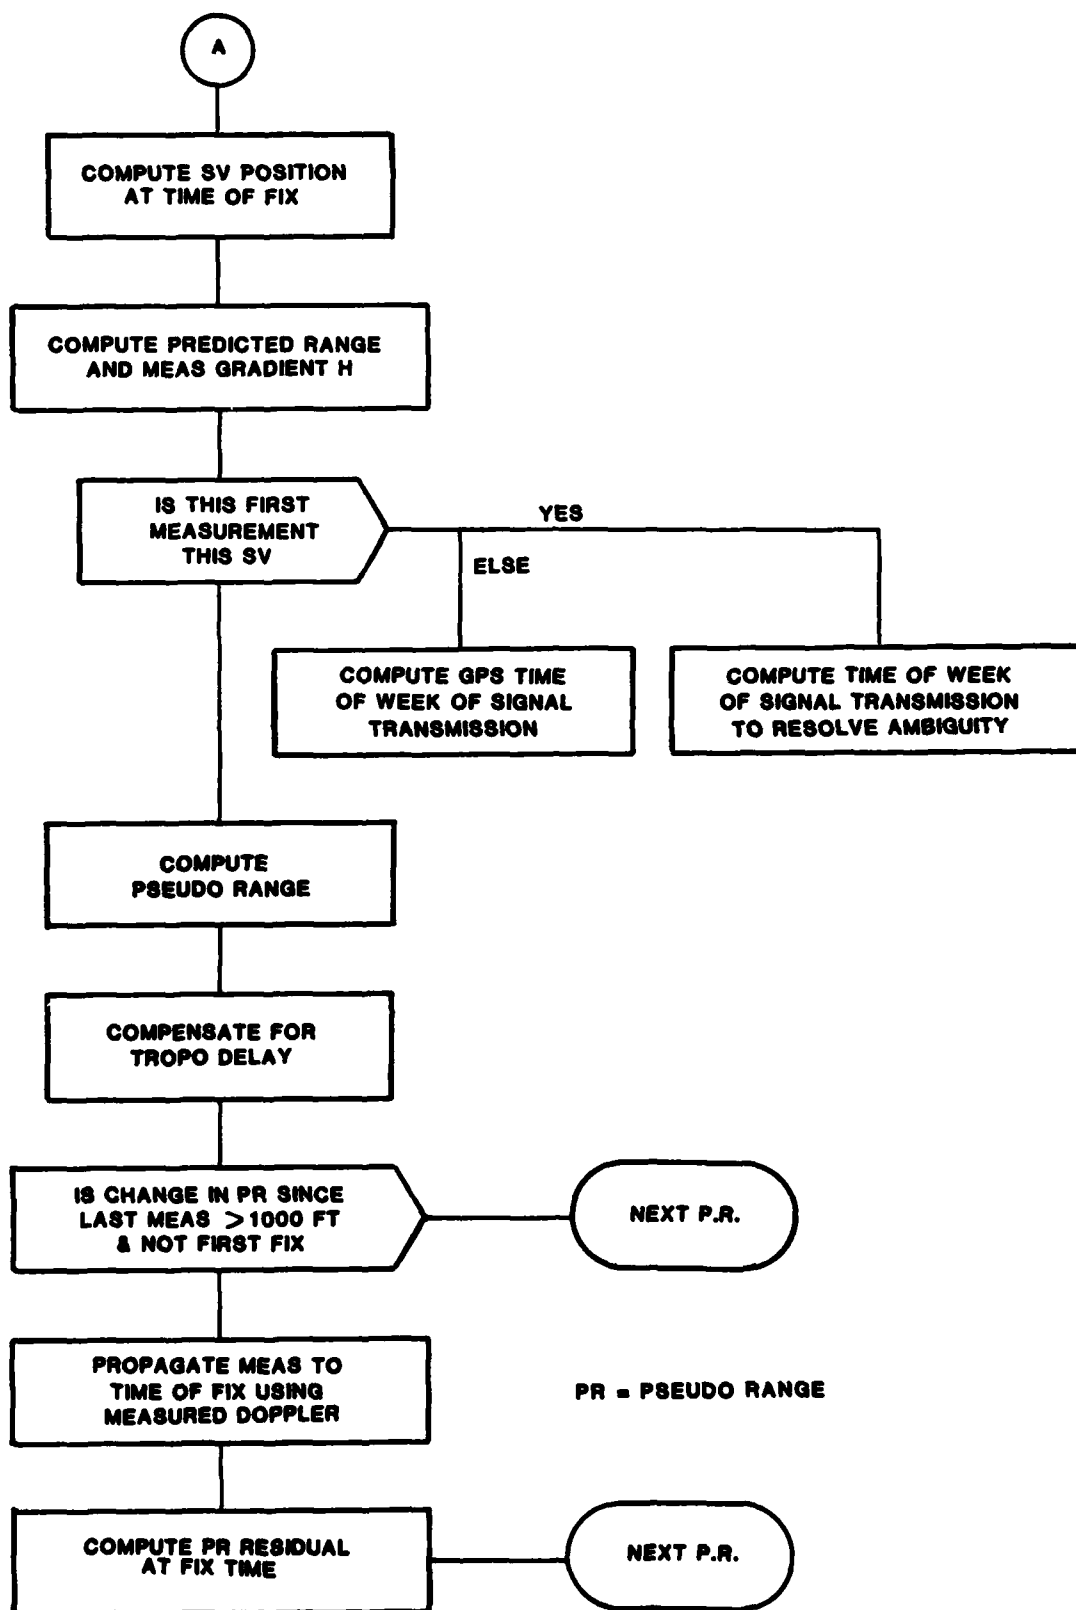 A
COMPUTE SV POSITION
AT TIME OF FIX
COMPUTE PREDICTED RANGE
AND MEAS GRADIENT H
IS THIS FIRST
MEASUREMENT
THIS SV
YES
ELSE
COMPUTE GPS TIME
OF WEEK OF SIGNAL
TRANSMISSION
COMPUTE TIME OF WEEK
OF SIGNAL TRANSMISSION
TO RESOLVE AMBIGUITY
COMPUTE
PSEUDO RANGE
COMPENSATE FOR
TROPO DELAY
IS CHANGE IN PR SINCE
LAST MEAS >1000 FT
& NOT FIRST FIX
NEXT P.R.
PROPAGATE MEAS TO
TIME OF FIX USING
MEASURED DOPPLER
PR = PSEUDO RANGE
COMPUTE PR RESIDUAL
AT FIX TIME
NEXT P.R.